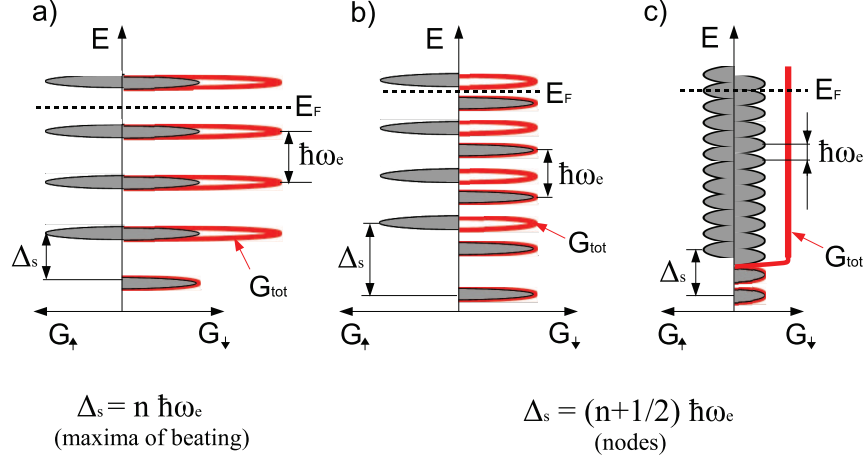 a)
E
E_F
ħω_e
Δ_s
G_tot
G↑
G↓
Δ_s = n ħω_e
(maxima of beating)
b)
E
E_F
ħω_e
Δ_s
G_tot
G↑
G↓
c)
E
E_F
ħω_e
Δ_s
G_tot
G↑
G↓
Δ_s = (n+1/2) ħω_e
(nodes)